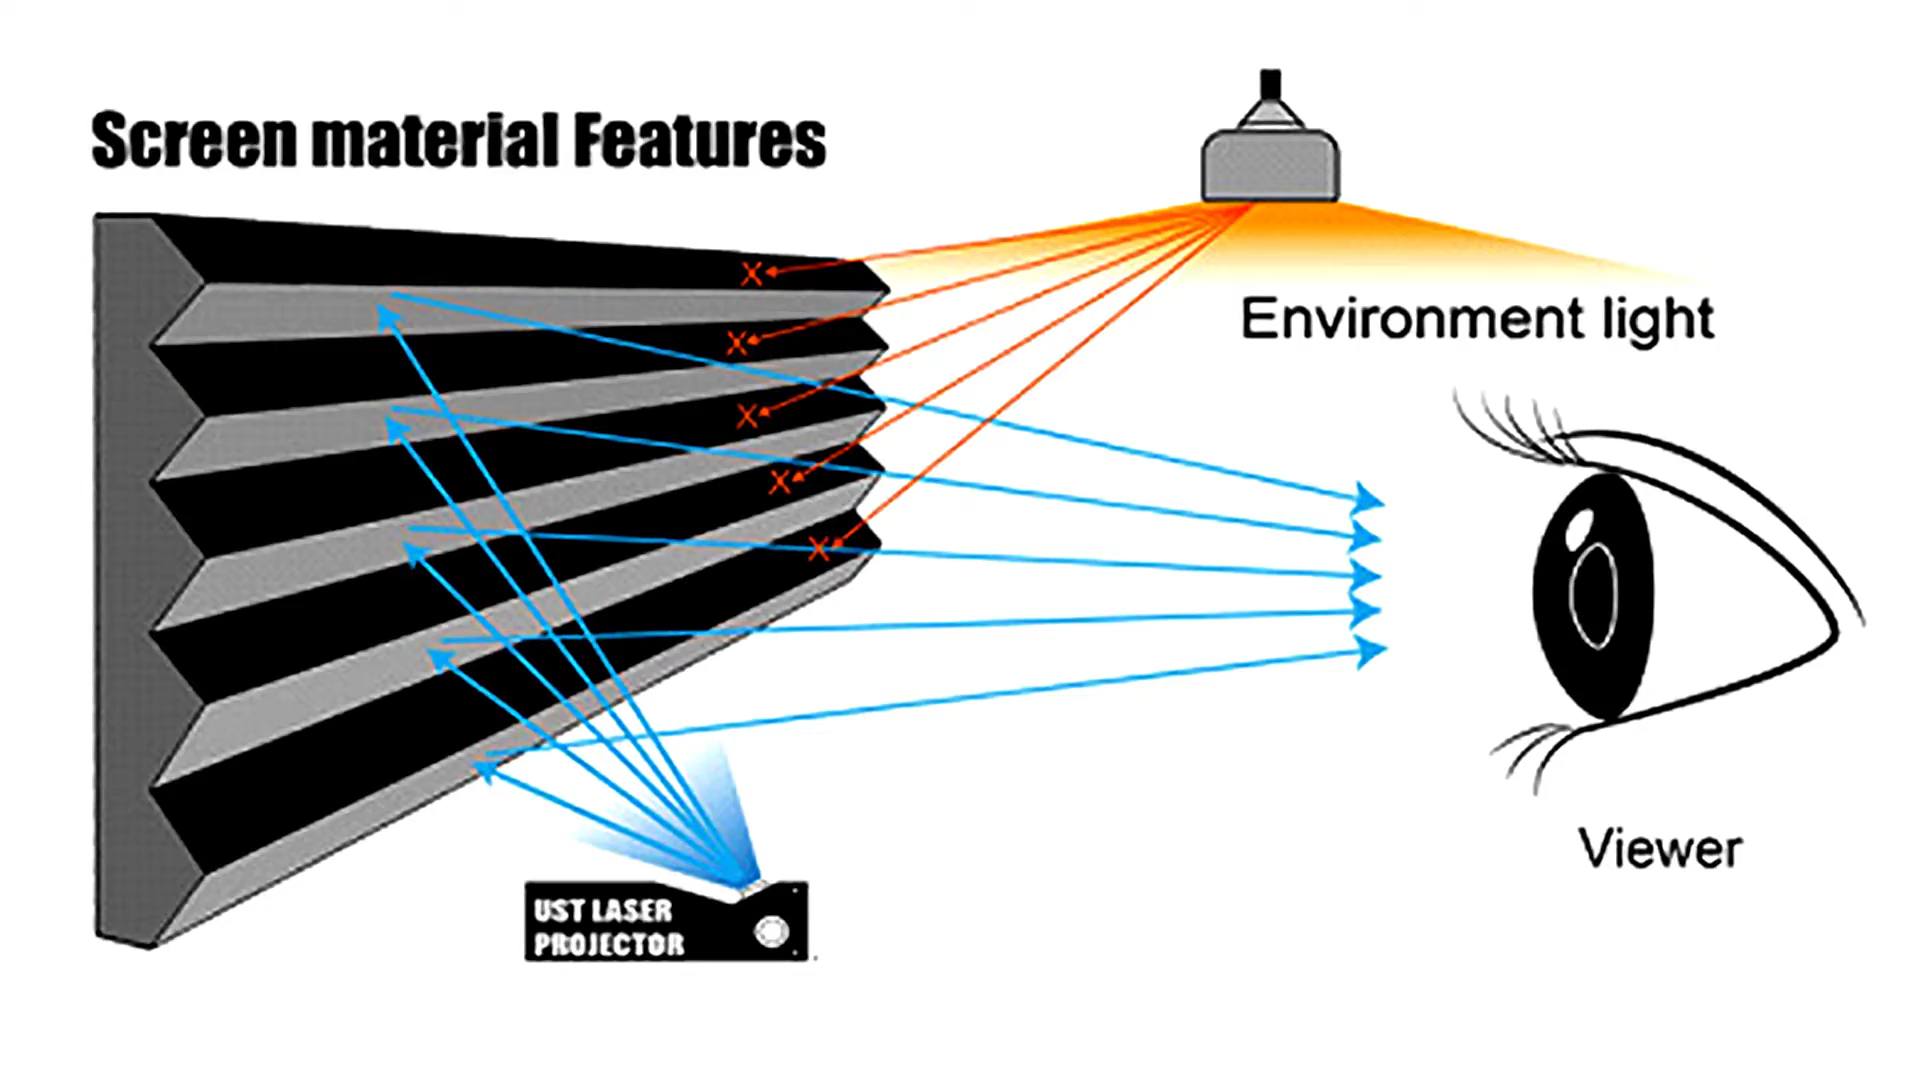 Screen material Features
Environment light
Viewer
UST LASER
PROJECTOR